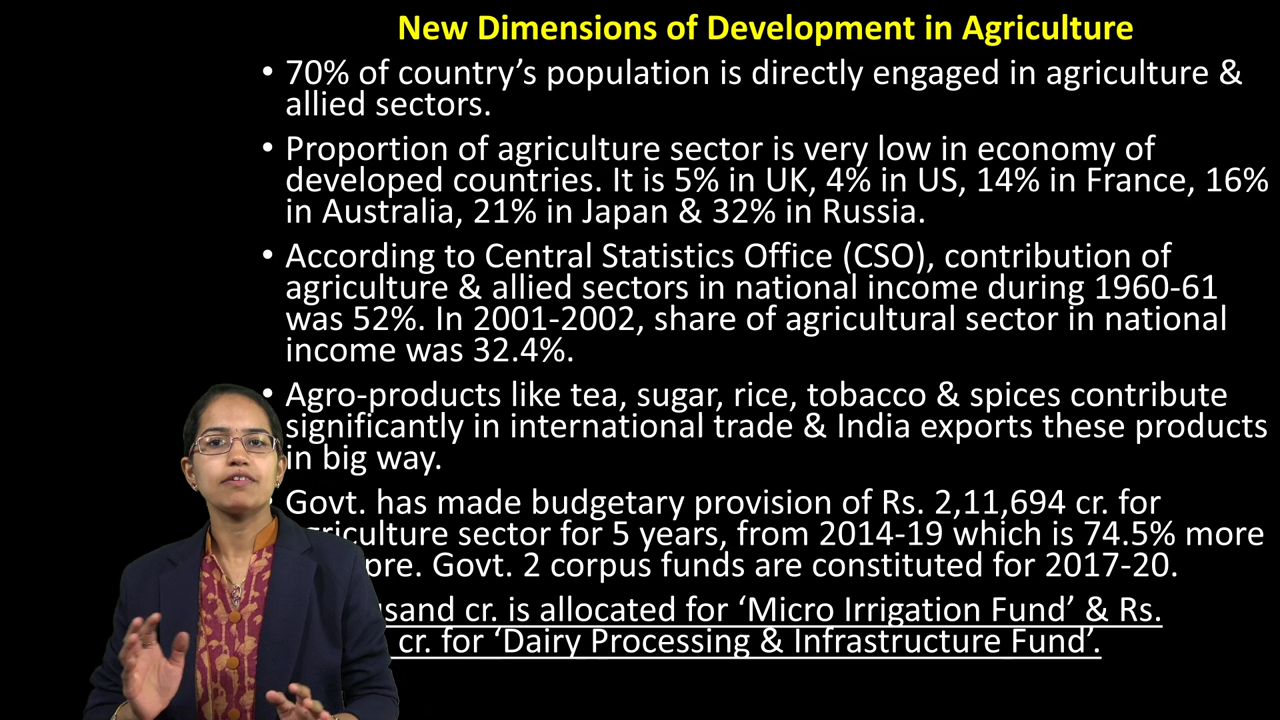 New Dimensions of Development in Agriculture
• 70% of country’s population is directly engaged in agriculture &
allied sectors.
• Proportion of agriculture sector is very low in economy of
developed countries. It is 5% in UK, 4% in US, 14% in France, 16%
in Australia, 21% in Japan & 32% in Russia.
• According to Central Statistics Office (CSO), contribution of
agriculture & allied sectors in national income during 1960-61
was 52%. In 2001-2002, share of agricultural sector in national
income was 32.4%.
• Agro-products like tea, sugar, rice, tobacco & spices contribute
significantly in international trade & India exports these products
in big way.
Govt. has made budgetary provision of Rs. 2,11,694 cr. for
sector for 5 years, from 2014-19 which is 74.5% more
pre. Govt. 2 corpus funds are constituted for 2017-20.
cr. is allocated for ‘Micro Irrigation Fund’ & Rs.
cr. for ‘Dairy Processing & Infrastructure Fund’.